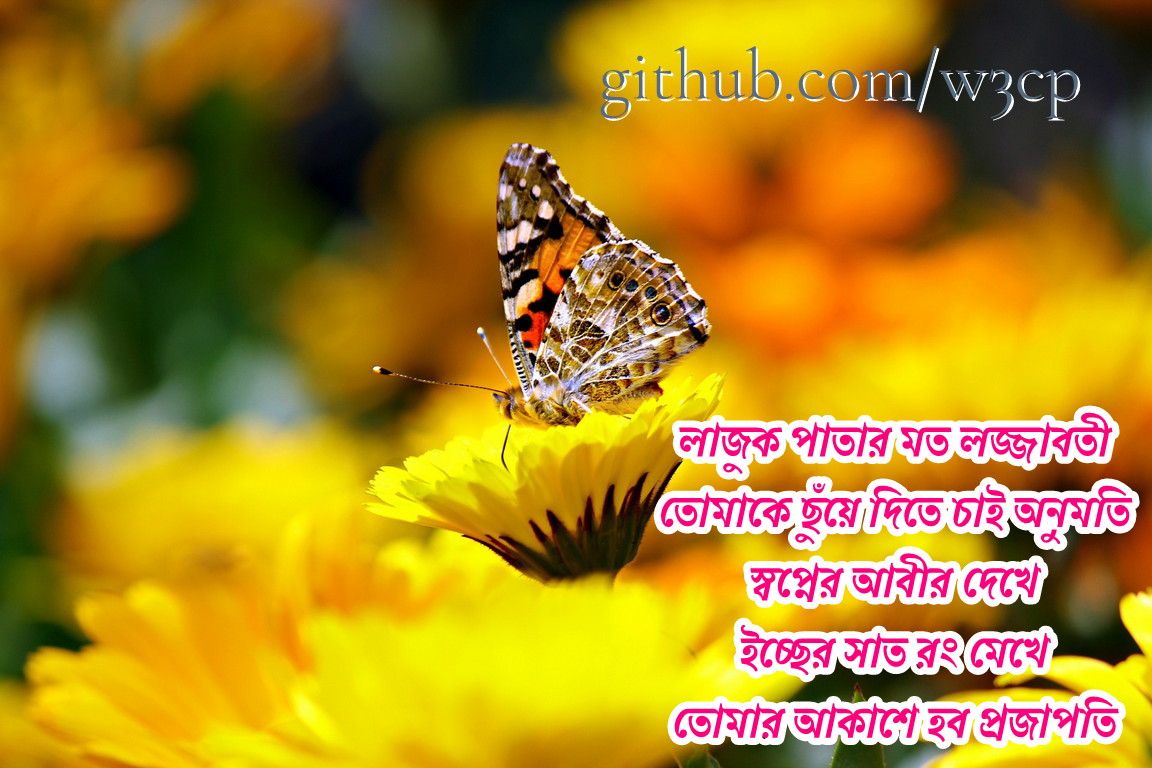 github.com/w3cp
লাজুক পাতার মত লজ্জাবতী
তোমাকে ছুঁয়ে দিতে চাই অনুমতি
স্বপ্নের আবীর দেখে
ইচ্ছের সাত রং মেখে
তোমার আকাশে হব প্রজাপতি